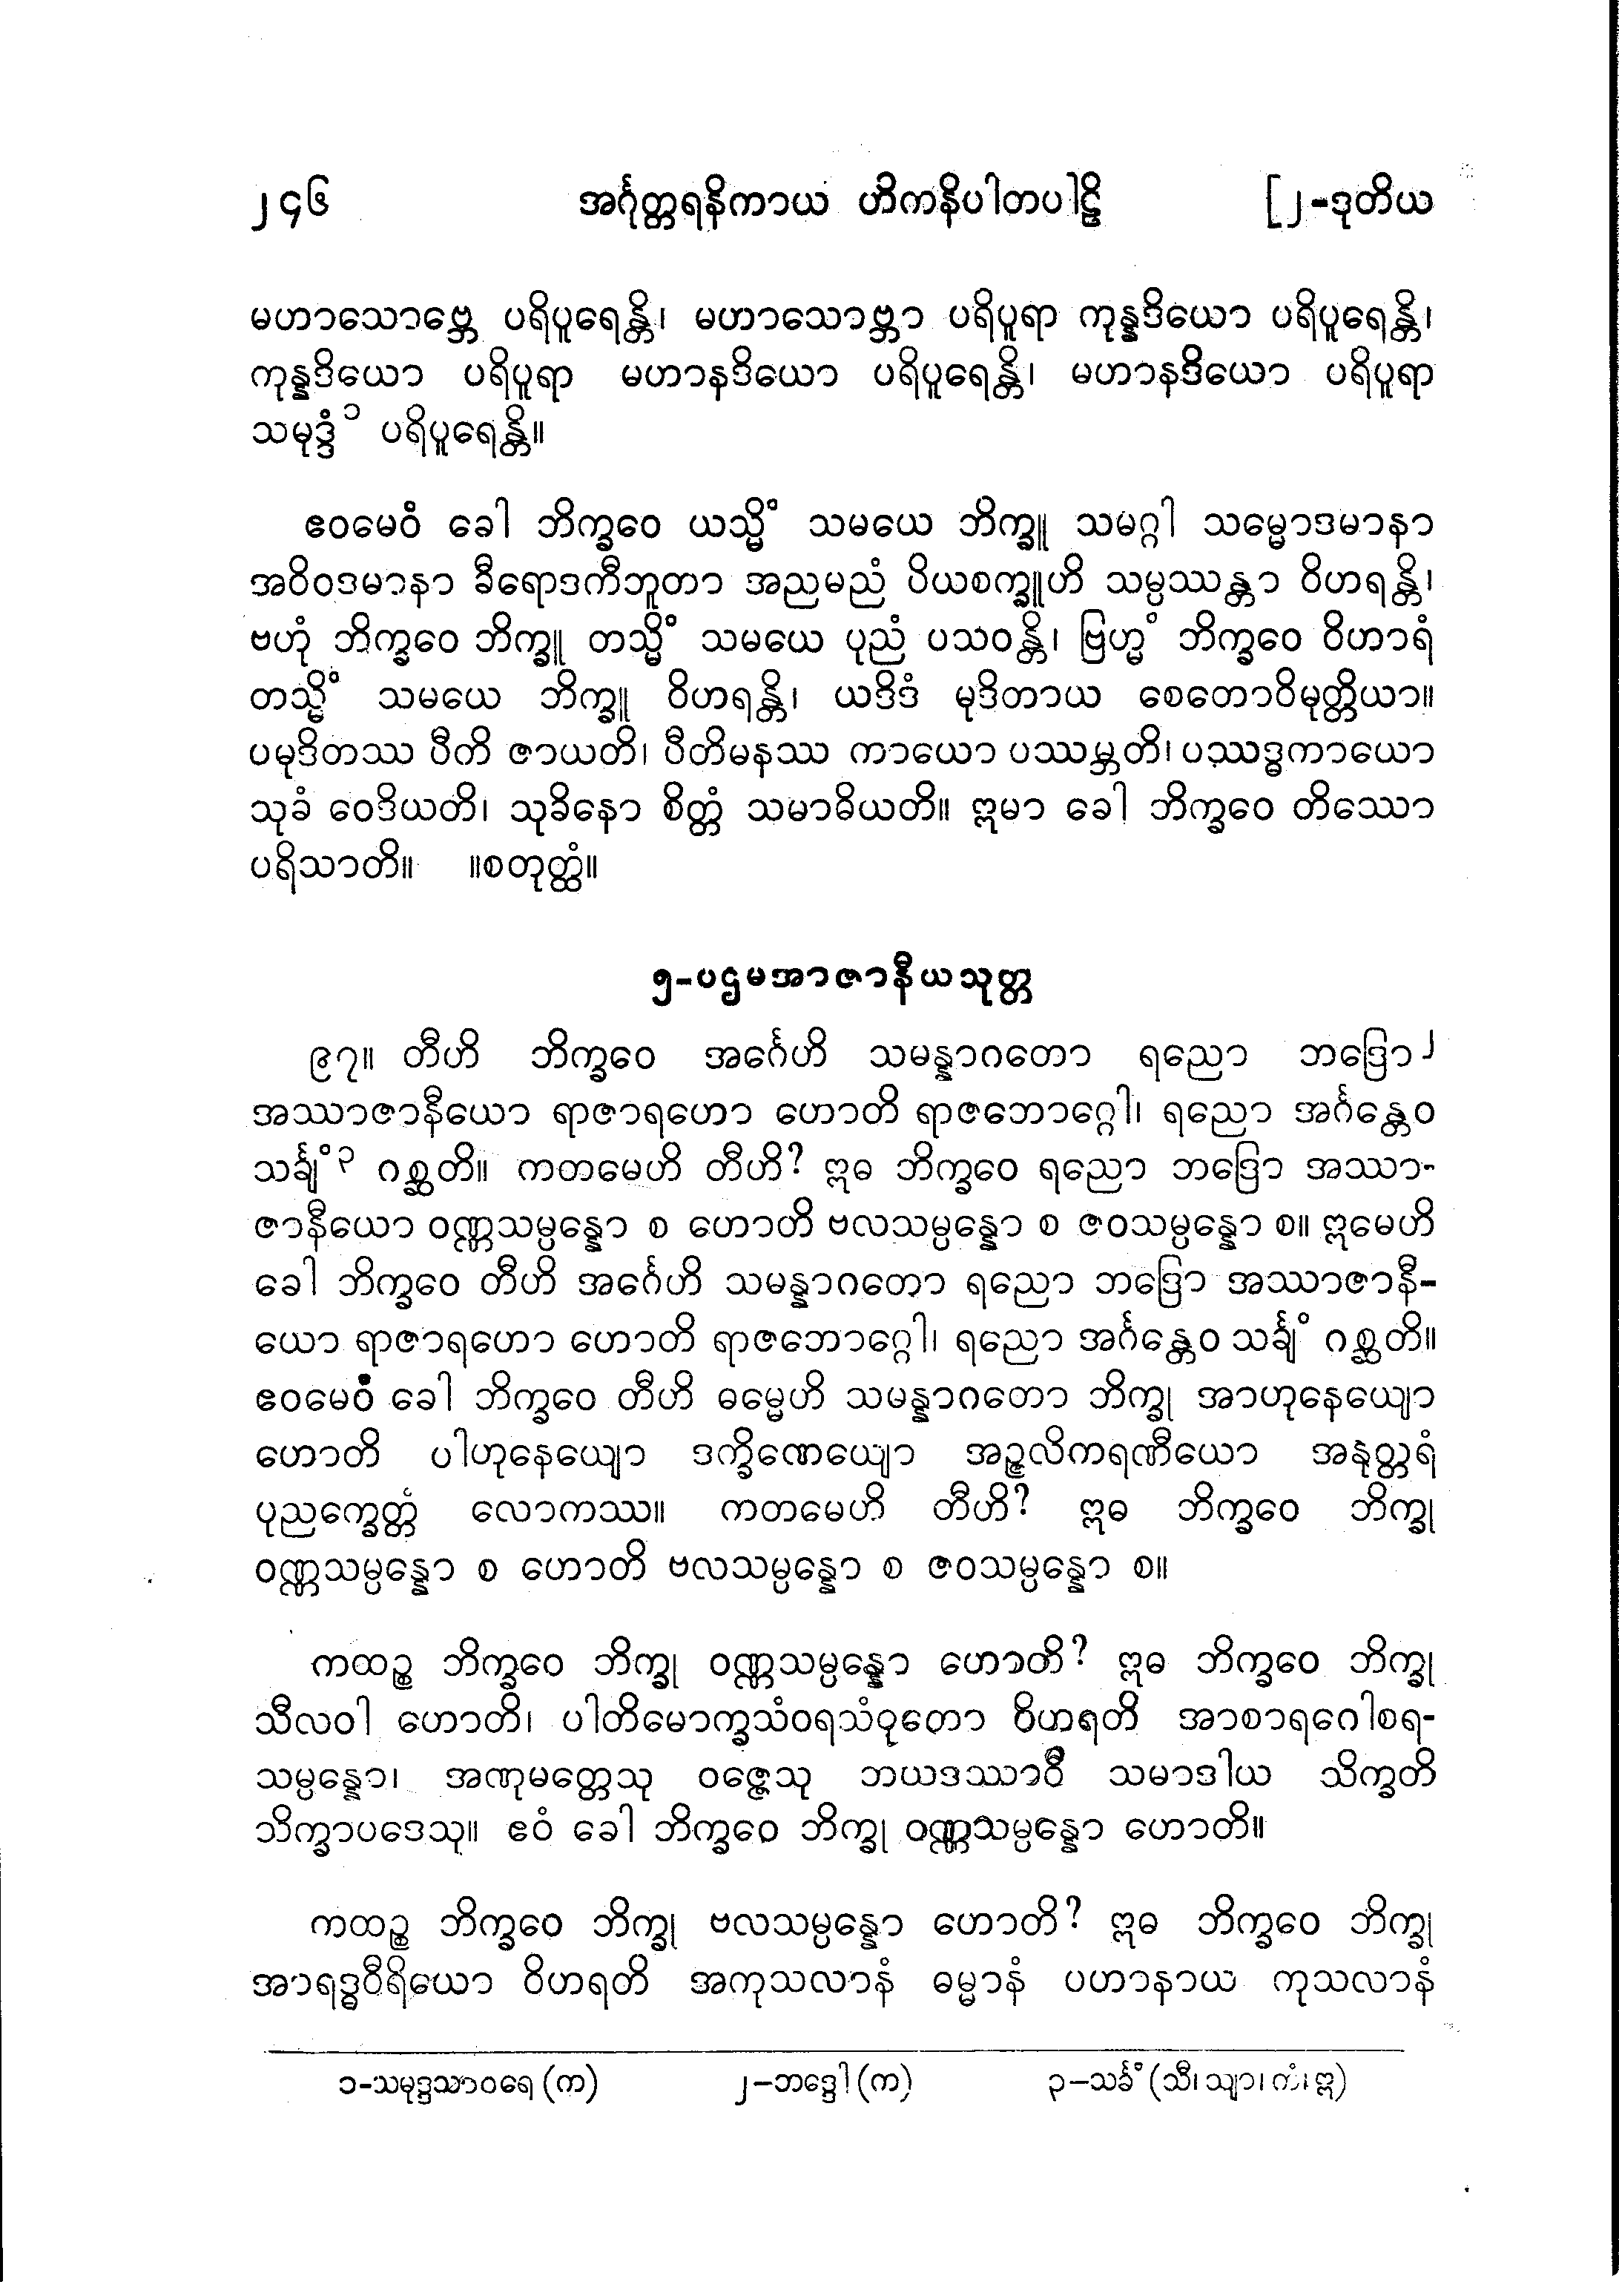 ၂၄၆ အင်္ဂုတ္တရနိကာယ တိကနိပါတပါဠိ [၂-ဒုတိယ
မဟာသောဗ္ဘေ ပရိပူရေန္တိ၊ မဟာသောဗ္ဘာ ပရိပူရာ ကုန္နဒိယော ပရိပူရေန္တိ၊
ကုန္နဒိယော ပရိပူရာ မဟာနဒိယော ပရိပူရေန္တိ၊ မဟာနဒိယော ပရိပူရာ
သမုဒ္ဒံ ၁ ပရိပူရေန္တိ။
ဧဝမေဝံ ခေါ ဘိက္ခဝေ ယသ္မိံ သမယေ ဘိက္ခူ သမဂ္ဂါ သမ္မောဒမာနာ
အဝိဝဒမာနာ ခီရောဒကီဘူတာ အညမညံ ပိယစက္ခူဟိ သမ္ပဿန္တာ ဝိဟရန္တိ၊
ဗဟုံ ဘိက္ခဝေ ဘိက္ခူ တသ္မိံ သမယေ ပုညံ ပသဝန္တိ၊ ဗြဟ္မံ ဘိက္ခဝေ ဝိဟာရံ
တသ္မိံ သမယေ ဘိက္ခူ ဝိဟရန္တိ၊ ယဒိဒံ မုဒိတာယ စေတောဝိမုတ္တိယာ။
ပမုဒိတဿ ပီတိ ဇာယတိ၊ ပီတိမနဿ ကာယော ပဿမ္ဘတိ၊ ပဿဒ္ဓကာယော
သုခံ ဝေဒိယတိ၊ သုခိနော စိတ္တံ သမာဓိယတိ။ ဣမာ ခေါ ဘိက္ခဝေ တိဿော
ပရိသာတိ။ ။စတုတ္ထံ။
၅-ပဌမအာဇာနီယသုတ္တ
၉၇။ တီဟိ ဘိက္ခဝေ အင်္ဂေဟိ သမန္နာဂတော ရညော ဘဒြော ၂
အဿာဇာနီယော ရာဇာရဟော ဟောတိ ရာဇဘောဂ္ဂေါ၊ ရညော အင်္ဂန္တေဝ
သင်္ချံ ၃ ဂစ္ဆတိ။ ကတမေဟိ တီဟိ? ဣဓ ဘိက္ခဝေ ရညော ဘဒြော အဿာ-
ဇာနီယော ဝဏ္ဏသမ္ပန္နော စ ဟောတိ ဗလသမ္ပန္နော စ ဇဝသမ္ပန္နော စ။ ဣမေဟိ
ခေါ ဘိက္ခဝေ တီဟိ အင်္ဂေဟိ သမန္နာဂတော ရညော ဘဒြော အဿာဇာနီ-
ယော ရာဇာရဟော ဟောတိ ရာဇဘောဂ္ဂေါ၊ ရညော အင်္ဂန္တေဝ သင်္ချံ ဂစ္ဆတိ။
ဧဝမေဝံ ခေါ ဘိက္ခဝေ တီဟိ ဓမ္မေဟိ သမန္နာဂတော ဘိက္ခု အာဟုနေယျော
ဟောတိ ပါဟုနေယျော ဒက္ခိဏေယျော အဉ္ဇလိကရဏီယော အနုတ္တရံ
ပုညက္ခေတ္တံ လောကဿ။ ကတမေဟိ တီဟိ? ဣဓ ဘိက္ခဝေ ဘိက္ခု
ဝဏ္ဏသမ္ပန္နော စ ဟောတိ ဗလသမ္ပန္နော စ ဇဝသမ္ပန္နော စ။
ကထဉ္စ ဘိက္ခဝေ ဘိက္ခု ဝဏ္ဏသမ္ပန္နော ဟောတိ? ဣဓ ဘိက္ခဝေ ဘိက္ခု
သီလဝါ ဟောတိ၊ ပါတိမောက္ခသံဝရသံဝုတော ဝိဟရတိ အာစာရဂေါစရ-
သမ္ပန္နော၊ အဏုမတ္တေသု ဝဇ္ဇေသု ဘယဒဿာဝီ သမာဒါယ သိက္ခတိ
သိက္ခာပဒေသု။ ဧဝံ ခေါ ဘိက္ခဝေ ဘိက္ခု ဝဏ္ဏသမ္ပန္နော ဟောတိ။
ကထဉ္စ ဘိက္ခဝေ ဘိက္ခု ဗလသမ္ပန္နော ဟောတိ? ဣဓ ဘိက္ခဝေ ဘိက္ခု
အာရဒ္ဓဝီရိယော ဝိဟရတိ အကုသလာနံ ဓမ္မာနံ ပဟာနာယ ကုသလာနံ
၁-သမုဒ္ဒသာဝရေ (က) ၂-ဘဒ္ဒေါ (က) ၃-သင်္ခံ (သီ၊ သျာ၊ ကံ၊ ဣ)